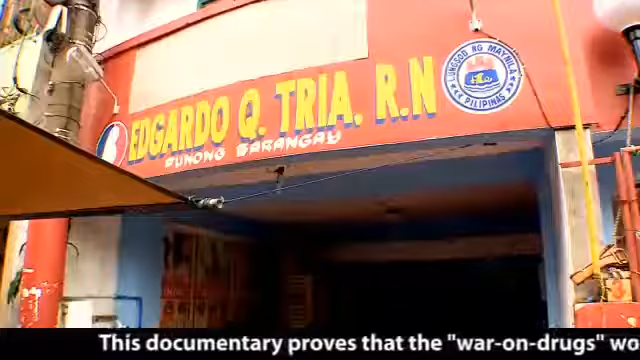 EDGARDO Q. TRIA. R.N
PUNONG BARANGAY
LUNGSOD NG MAYNILA
PILIPINAS
This documentary proves that the "war-on-drugs" wo